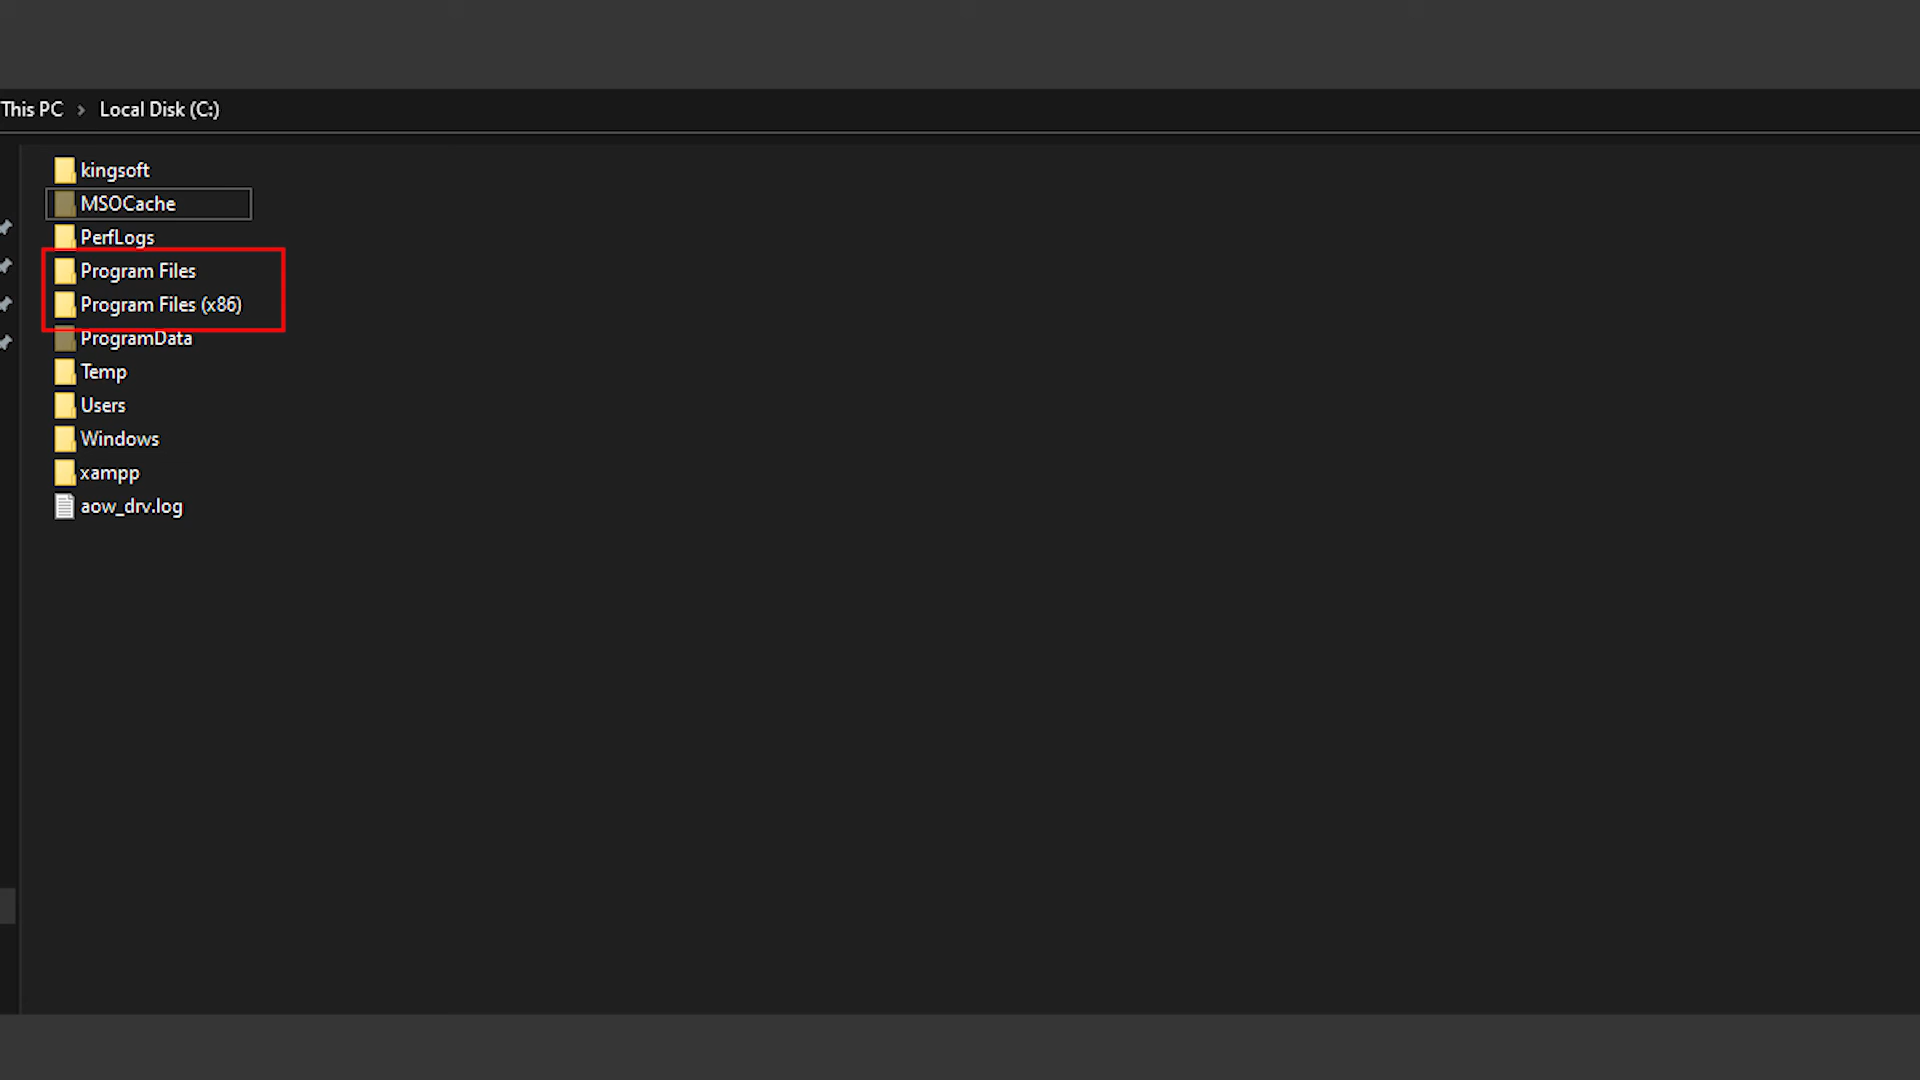 This PC > Local Disk (C:)
kingsoft
MSOCache
PerfLogs
Program Files
Program Files (x86)
ProgramData
Temp
Users
Windows
xampp
aow_drv.log